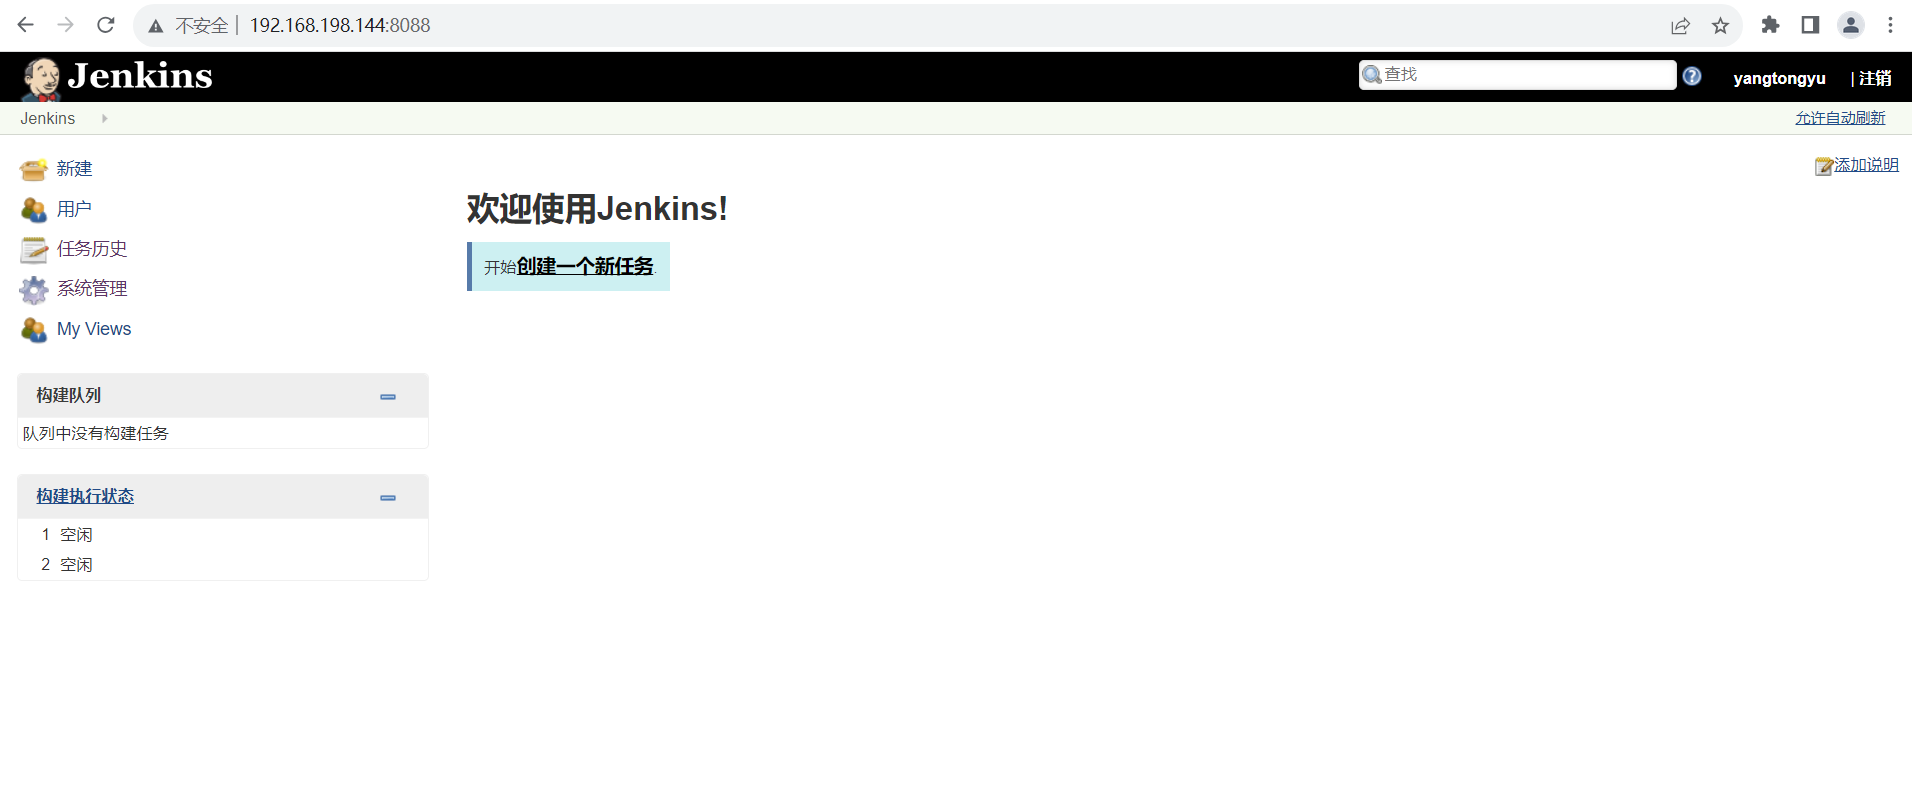 不安全 | 192.168.198.144:8088
Jenkins
查找
yangtongyu | 注销
Jenkins
允许自动刷新
新建
添加说明
用户
欢迎使用Jenkins!
任务历史
开始创建一个新任务.
系统管理
My Views
构建队列
队列中没有构建任务
构建执行状态
1 空闲
2 空闲